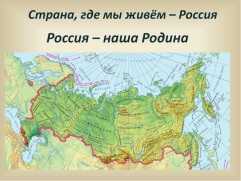 Страна, где мы живём – Россия
Россия – наша Родина